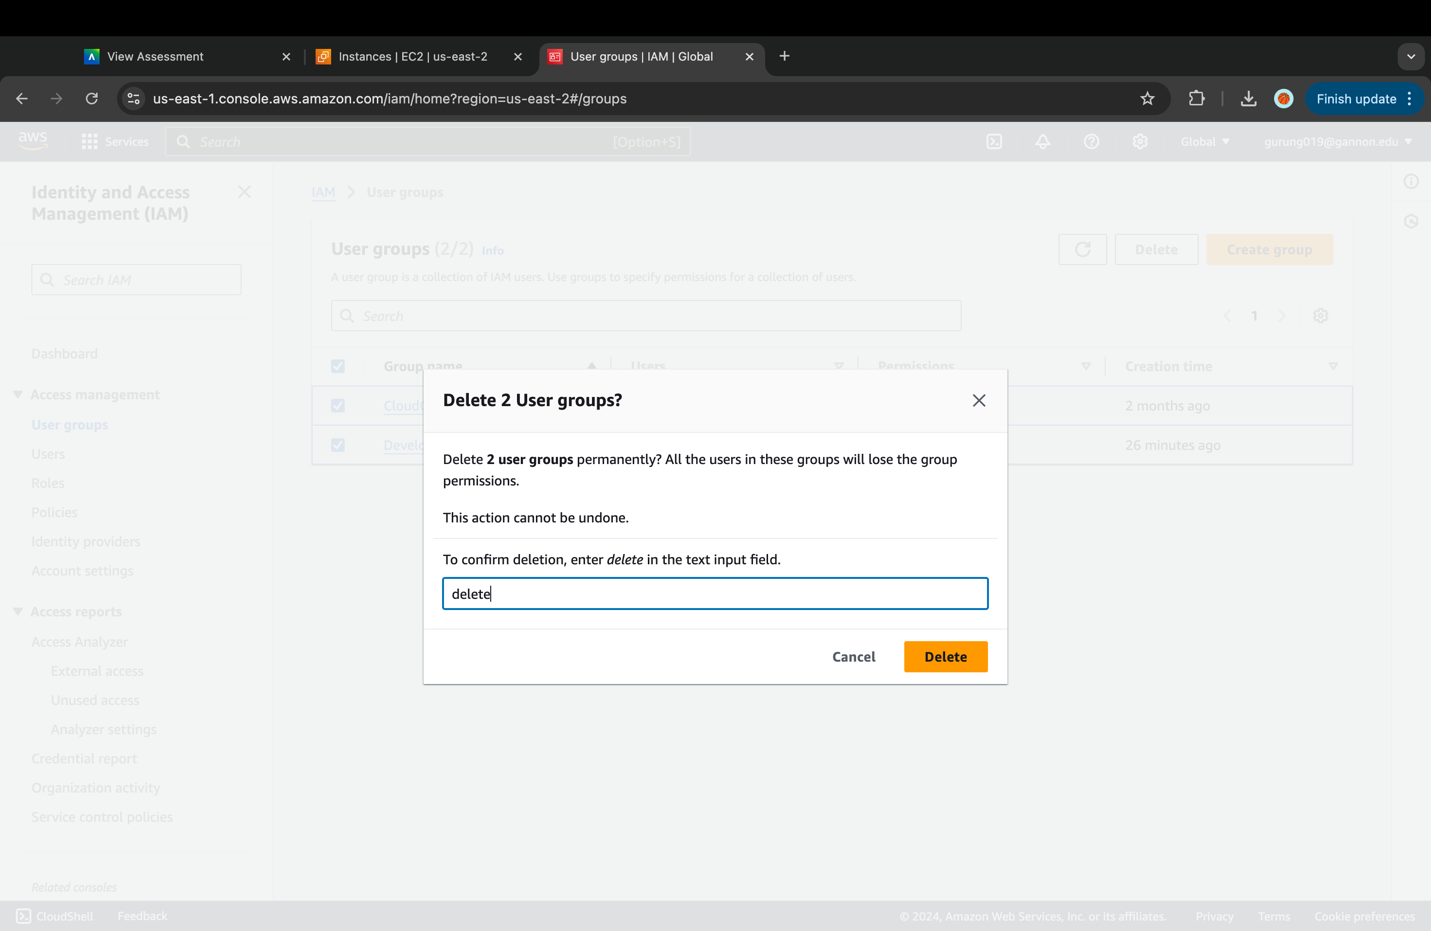 View Assessment
Instances | EC2 | us-east-2
User groups | IAM | Global
us-east-1.console.aws.amazon.com/iam/home?region=us-east-2#/groups
Finish update
aws
Services
Search
[Option+S]
Global
gurung019@gannon.edu
Identity and Access
Management (IAM)
Search IAM
Dashboard
Access management
User groups
Users
Roles
Policies
Identity providers
Account settings
Access reports
Access Analyzer
External access
Unused access
Analyzer settings
Credential report
Organization activity
Service control policies
Related consoles
IAM > User groups
User groups (2/2) Info
A user group is a collection of IAM users. Use groups to specify permissions for a collection of users.
Delete
Create group
Search
1
Group name
Users
Permissions
Creation time
2 months ago
26 minutes ago
Delete 2 User groups?
Delete 2 user groups permanently? All the users in these groups will lose the group
permissions.
This action cannot be undone.
To confirm deletion, enter delete in the text input field.
delete
Cancel
Delete
CloudShell
Feedback
© 2024, Amazon Web Services, Inc. or its affiliates.
Privacy
Terms
Cookie preferences